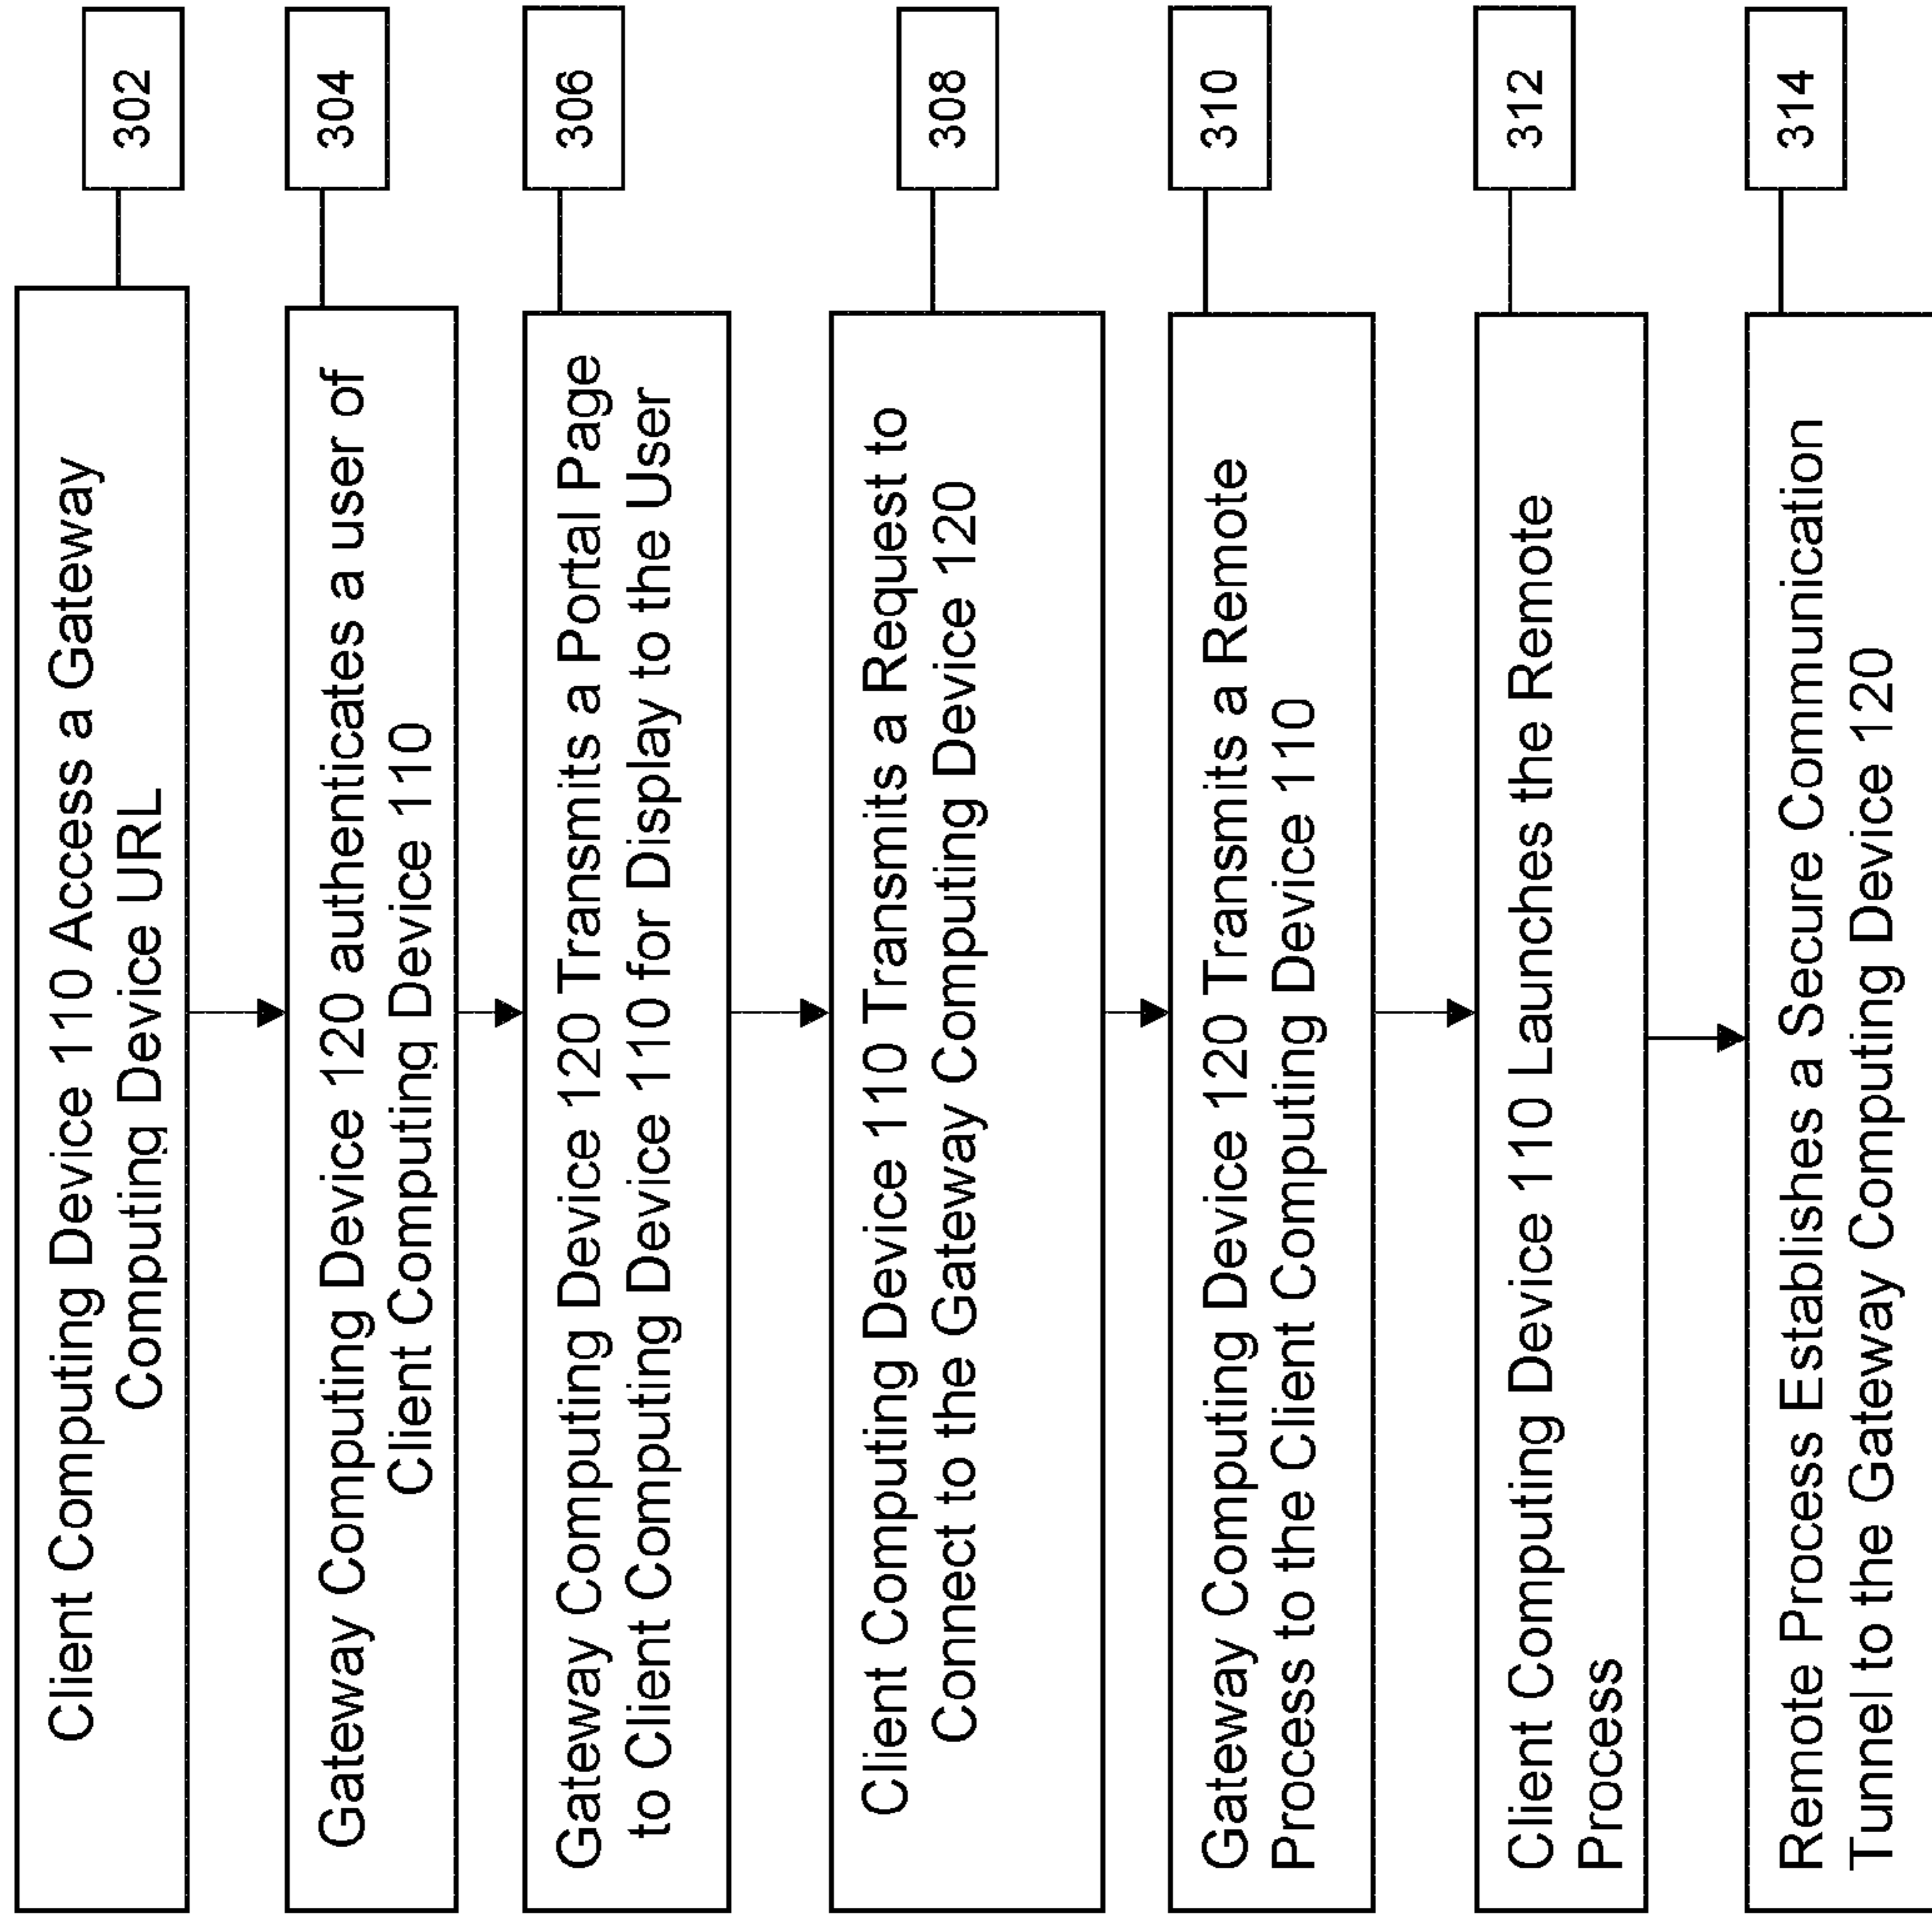 Client Computing Device 110 Access a Gateway
Computing Device URL
302
Gateway Computing Device 120 authenticates a user of
Client Computing Device 110
304
Gateway Computing Device 120 Transmits a Portal Page
to Client Computing Device 110 for Display to the User
306
Client Computing Device 110 Transmits a Request to
Connect to the Gateway Computing Device 120
308
Gateway Computing Device 120 Transmits a Remote
Process to the Client Computing Device 110
310
Client Computing Device 110 Launches the Remote
Process
312
Remote Process Establishes a Secure Communication
Tunnel to the Gateway Computing Device 120
314